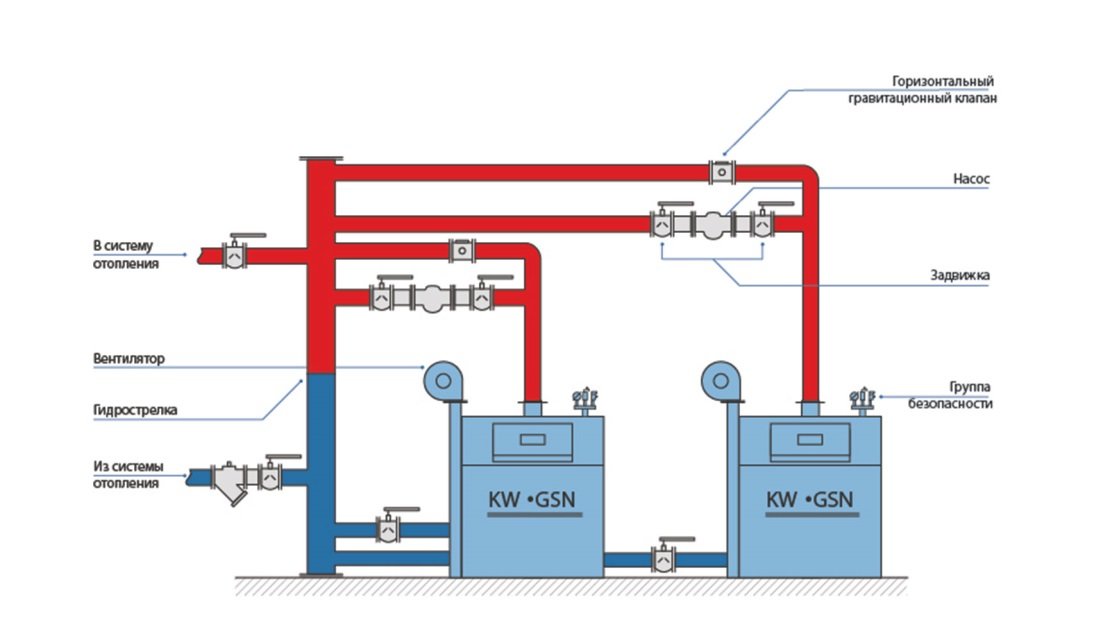 Горизонтальный
гравитационный клапан
Насос
В систему
отопления
Задвижка
Вентилятор
Гидрострелка
Группа
безопасности
Из системы
отопления
KW •GSN
KW •GSN